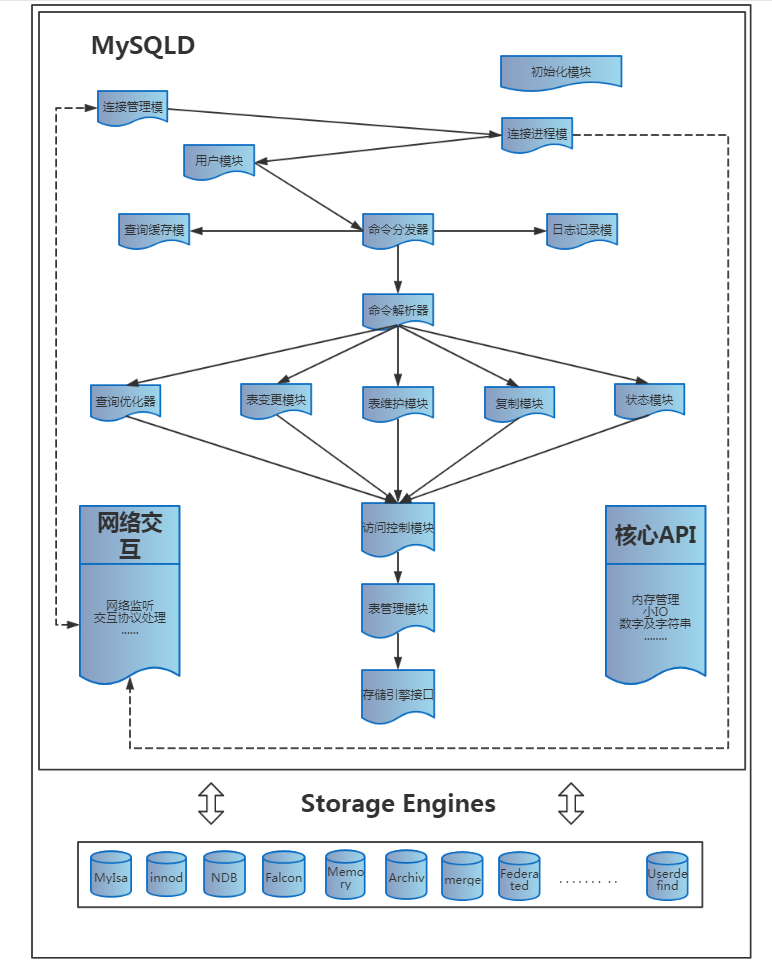 MySQLD
初始化模块
连接管理模
连接进程模
用户模块
查询缓存模
命令分发器
日志记录模
命令解析器
查询优化器
表变更模块
表维护模块
复制模块
状态模块
网络交
互
网络监听
交互协议处理
......
访问控制模块
核心API
内存管理
小IO
数字及字符串
........
表管理模块
存储引擎接口
Storage Engines
MyIsa
innod
NDB
Falcon
Memo
ry
Archiv
merge
Federa
ted
....... ..
Userde
find